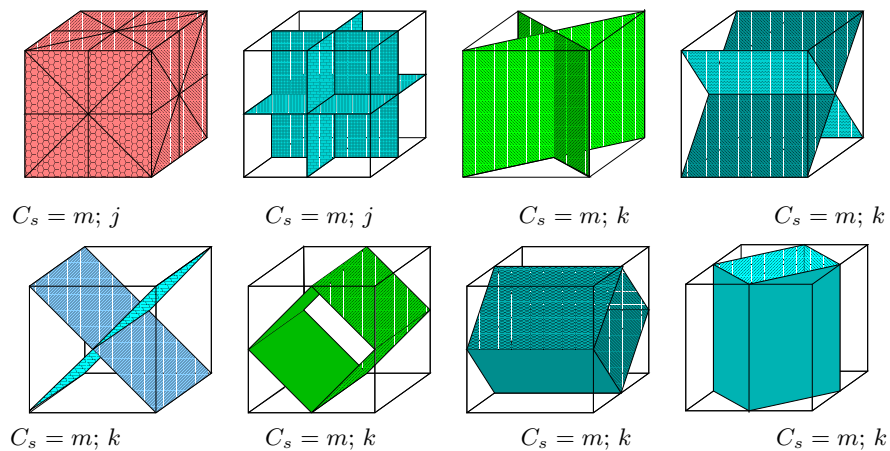 C_s = m; j
C_s = m; j
C_s = m; k
C_s = m; k
C_s = m; k
C_s = m; k
C_s = m; k
C_s = m; k